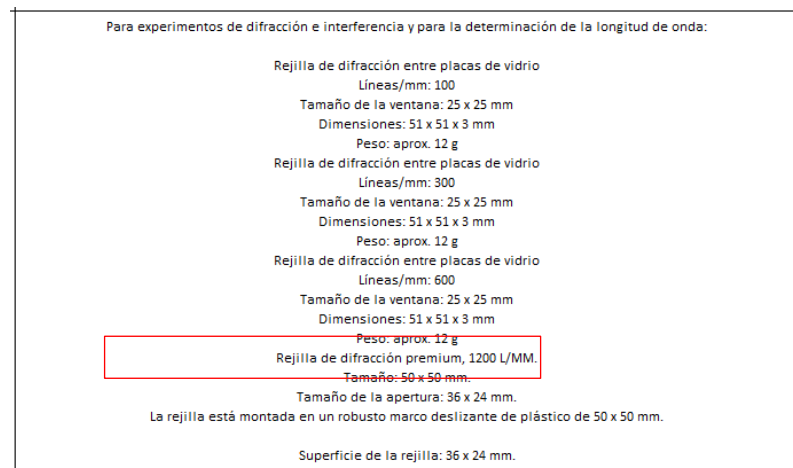 Para experimentos de difracción e interferencia y para la determinación de la longitud de onda:
Rejilla de difracción entre placas de vidrio
Líneas/mm: 100
Tamaño de la ventana: 25 x 25 mm
Dimensiones: 51 x 51 x 3 mm
Peso: aprox. 12 g
Rejilla de difracción entre placas de vidrio
Líneas/mm: 300
Tamaño de la ventana: 25 x 25 mm
Dimensiones: 51 x 51 x 3 mm
Peso: aprox. 12 g
Rejilla de difracción entre placas de vidrio
Líneas/mm: 600
Tamaño de la ventana: 25 x 25 mm
Dimensiones: 51 x 51 x 3 mm
Peso: aprox. 12 g
Rejilla de difracción premium, 1200 L/MM.
Tamaño: 50 x 50 mm.
Tamaño de la apertura: 36 x 24 mm.
La rejilla está montada en un robusto marco deslizante de plástico de 50 x 50 mm.
Superficie de la rejilla: 36 x 24 mm.